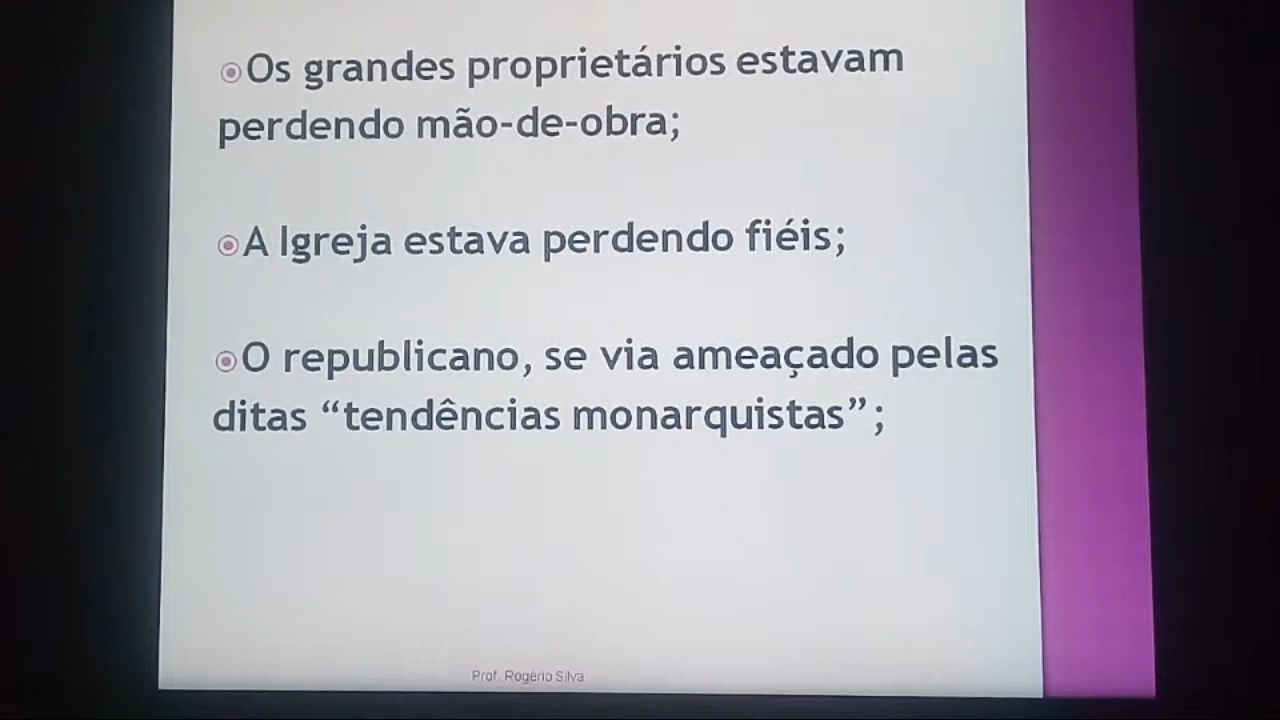 Os grandes proprietários estavam
perdendo mão-de-obra;
A Igreja estava perdendo fiéis;
O republicano, se via ameaçado pelas
ditas “tendências monarquistas”;
Prof. Rogério Silva